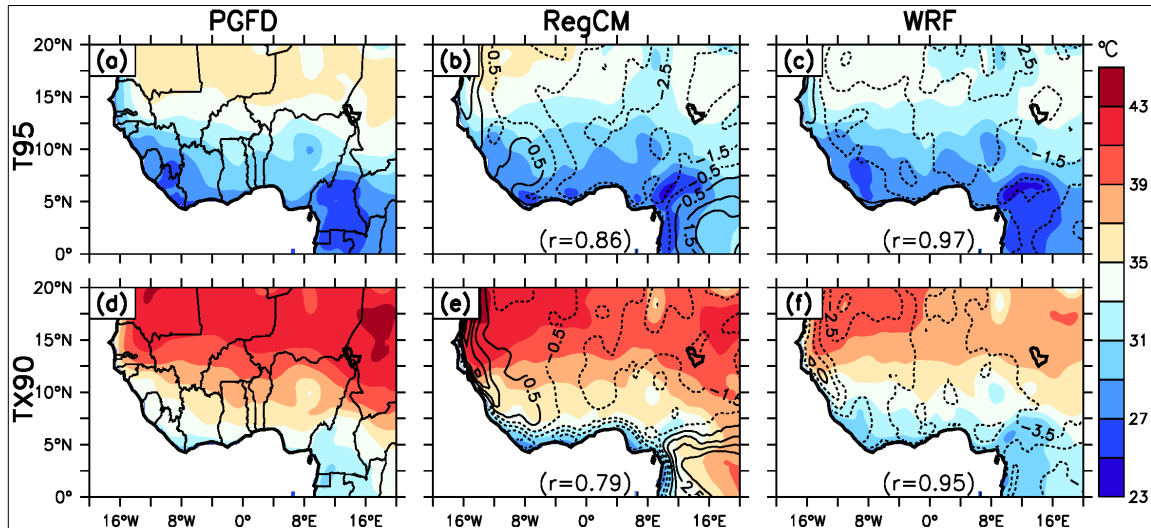 PGFD RegCM WRF
°C
T95
(a) (b) (c)
20°N
15°N
10°N
5°N
0°
0.5 2.5 2.5
0.5 -1.5 -0.5 0.5 1.5 -1.5
(r=0.86) (r=0.97)
TX90
(d) (e) (f)
20°N
15°N
10°N
5°N
0°
-0.5 2.5
0.5 -3.5
(r=0.79) (r=0.95)
16°W 8°W 0° 8°E 16°E 16°W 8°W 0° 8°E 16°E 16°W 8°W 0° 8°E 16°E
43
39
35
31
27
23